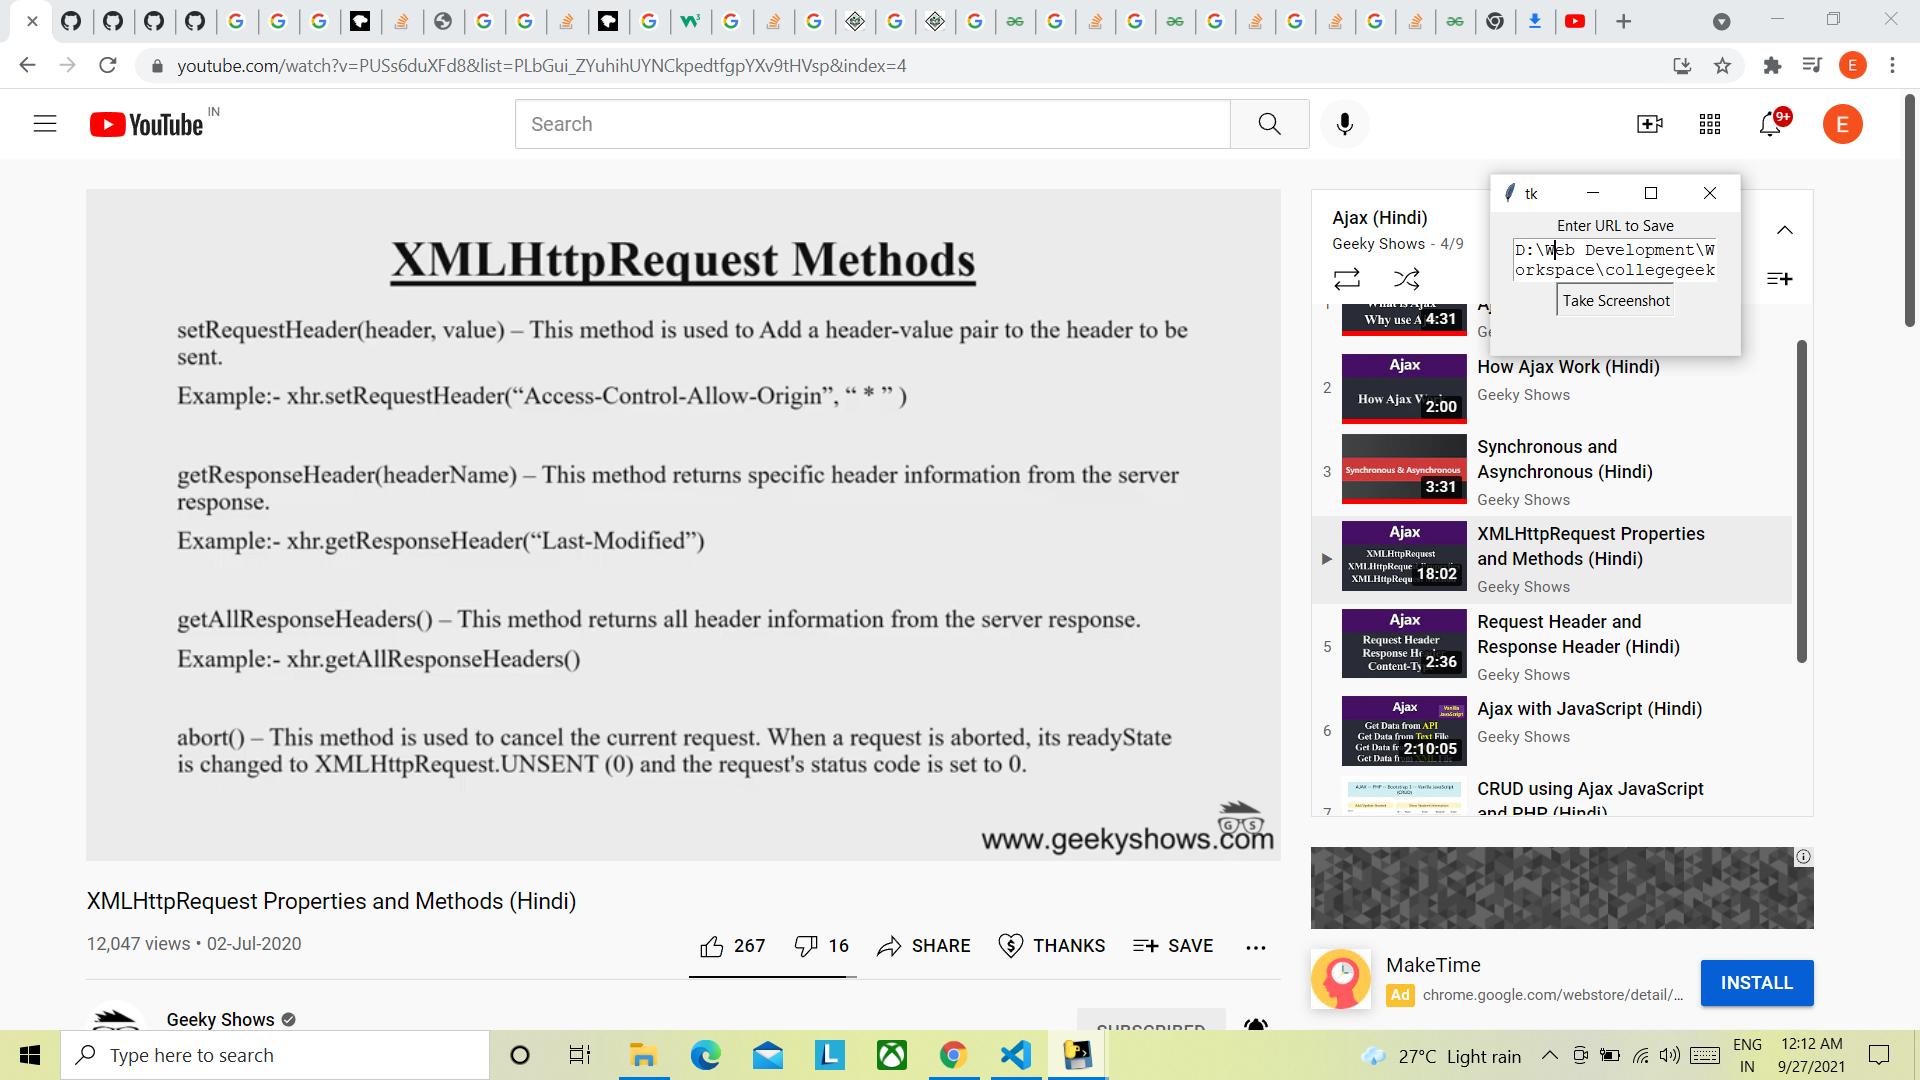 youtube.com/watch?v=PUSs6duXFd8&list=PLbGui_ZYuhihUYNCkpedtfgpYXv9tHVsp&index=4
E
YouTube IN
Search
9+
E
XMLHttpRequest Methods
setRequestHeader(header, value) – This method is used to Add a header-value pair to the header to be
sent.
Example:- xhr.setRequestHeader(“Access-Control-Allow-Origin”, “ * ” )
getResponseHeader(headerName) – This method returns specific header information from the server
response.
Example:- xhr.getResponseHeader(“Last-Modified”)
getAllResponseHeaders() – This method returns all header information from the server response.
Example:- xhr.getAllResponseHeaders()
abort() – This method is used to cancel the current request. When a request is aborted, its readyState
is changed to XMLHttpRequest.UNSENT (0) and the request's status code is set to 0.
GS
www.geekyshows.com
XMLHttpRequest Properties and Methods (Hindi)
12,047 views • 02-Jul-2020
267
16
SHARE
THANKS
SAVE
Geeky Shows
SUBSCRIBED
Ajax (Hindi)
Geeky Shows - 4/9
tk
Enter URL to Save
D:\Web Development\W
orkspace\collegegeek
Take Screenshot
Why use
4:31
2
Ajax
How Ajax
2:00
How Ajax Work (Hindi)
Geeky Shows
3
Synchronous & Asynchronous
3:31
Synchronous and
Asynchronous (Hindi)
Geeky Shows
Ajax
XMLHttpRequest
18:02
XMLHttpRequest Properties
and Methods (Hindi)
Geeky Shows
5
Ajax
Request Header
Response
2:36
Request Header and
Response Header (Hindi)
Geeky Shows
6
Ajax
Vanilla
JavaScript
Get Data from API
Get Data from Text File
2:10:05
Ajax with JavaScript (Hindi)
Geeky Shows
7
CRUD using Ajax JavaScript
and PHP (Hindi)
MakeTime
Ad chrome.google.com/webstore/detail/...
INSTALL
Type here to search
27°C Light rain
ENG
IN
12:12 AM
9/27/2021